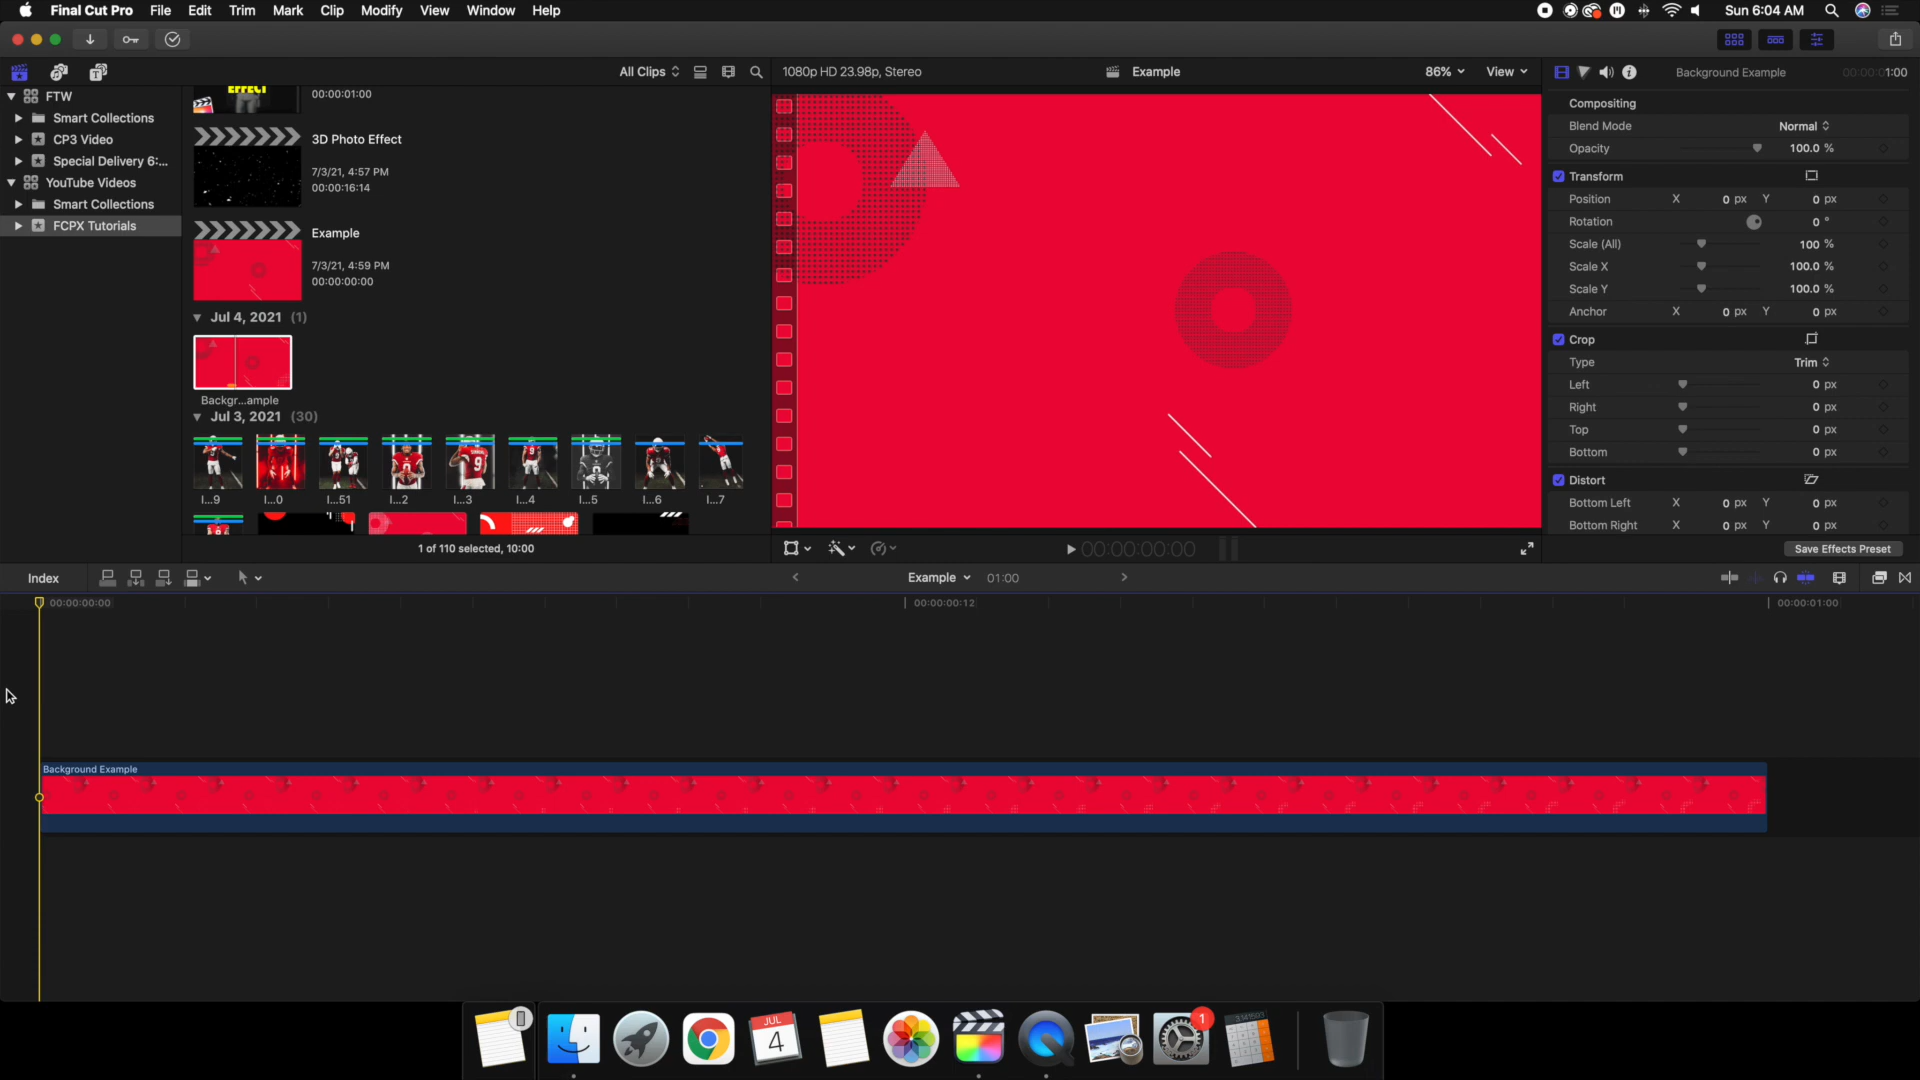 Final Cut Pro File Edit Trim Mark Clip Modify View Window Help Sun 6:04 AM
All Clips 1080p HD 23.98p, Stereo Example 86% View Background Example 00:00:01:00
FTW
Smart Collections
CP3 Video
Special Delivery 6:...
YouTube Videos
Smart Collections
FCPX Tutorials
EFFECT
00:00:01:00
3D Photo Effect
7/3/21, 4:57 PM
00:00:16:14
Example
7/3/21, 4:59 PM
00:00:00:00
Jul 4, 2021 (1)
Backgr...ample
Jul 3, 2021 (30)
I...9 I...0 I...51 I...2 I...3 I...4 I...5 I...6 I...7
1 of 110 selected, 10:00
00:00:00:00
Compositing
Blend Mode Normal
Opacity 100.0 %
Transform
Position X 0 px Y 0 px
Rotation 0 °
Scale (All) 100 %
Scale X 100.0 %
Scale Y 100.0 %
Anchor X 0 px Y 0 px
Crop
Type Trim
Left 0 px
Right 0 px
Top 0 px
Bottom 0 px
Distort
Bottom Left X 0 px Y 0 px
Bottom Right X 0 px Y 0 px
Save Effects Preset
Index Example 01:00
00:00:00:00 00:00:00:12 00:00:01:00
Background Example
JUL
4
1